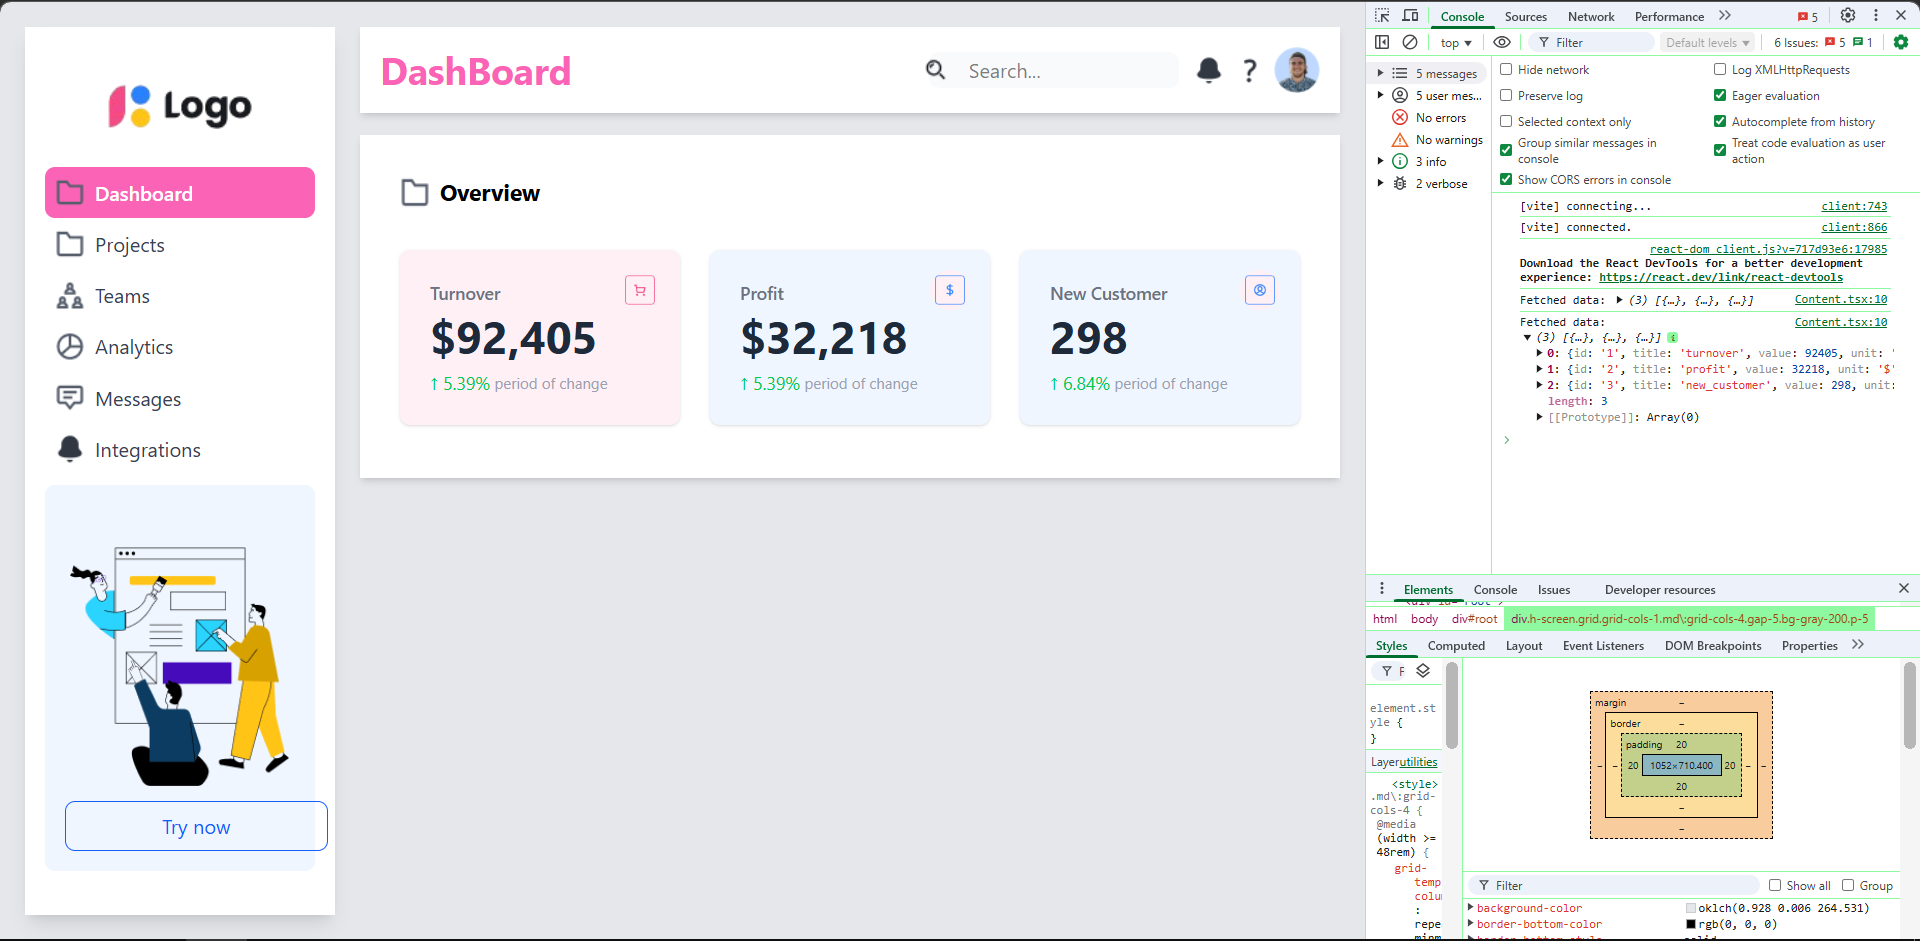 Logo
Dashboard
Projects
Teams
Analytics
Messages
Integrations
Try now
DashBoard
Search...
?
Overview
Turnover
$92,405
↑ 5.39% period of change
Profit
$
$32,218
↑ 5.39% period of change
New Customer
298
↑ 6.84% period of change
Console Sources Network Performance 5
top Filter Default levels 6 Issues: 5 1
5 messages
5 user mes...
No errors
No warnings
3 info
2 verbose
Hide network
Log XMLHttpRequests
Preserve log
Eager evaluation
Selected context only
Autocomplete from history
Group similar messages in
console
Treat code evaluation as user
action
Show CORS errors in console
[vite] connecting... client:743
[vite] connected. client:866
react-dom_client.js?v=717d93e6:17985
Download the React DevTools for a better development
experience: https://react.dev/link/react-devtools
Fetched data: (3) [{…}, {…}, {…}] Content.tsx:10
Fetched data: Content.tsx:10
(3) [{…}, {…}, {…}] i
0: {id: '1', title: 'turnover', value: 92405, unit: '
1: {id: '2', title: 'profit', value: 32218, unit: '$'
2: {id: '3', title: 'new_customer', value: 298, unit:
length: 3
[[Prototype]]: Array(0)
Elements Console Issues Developer resources
html body div#root div.h-screen.grid.grid-cols-1.md\:grid-cols-4.gap-5.bg-gray-200.p-5
Styles Computed Layout Event Listeners DOM Breakpoints Properties
F
element.st
yle {
}
Layerutilities
<style>
.md\:grid-
cols-4 {
@media
(width >=
48rem) {
grid-
temp
colu
:
repe
margin –
border –
padding 20
– – 20 1052×710.400 20 – –
20
–
–
Filter Show all Group
background-color oklch(0.928 0.006 264.531)
border-bottom-color rgb(0, 0, 0)